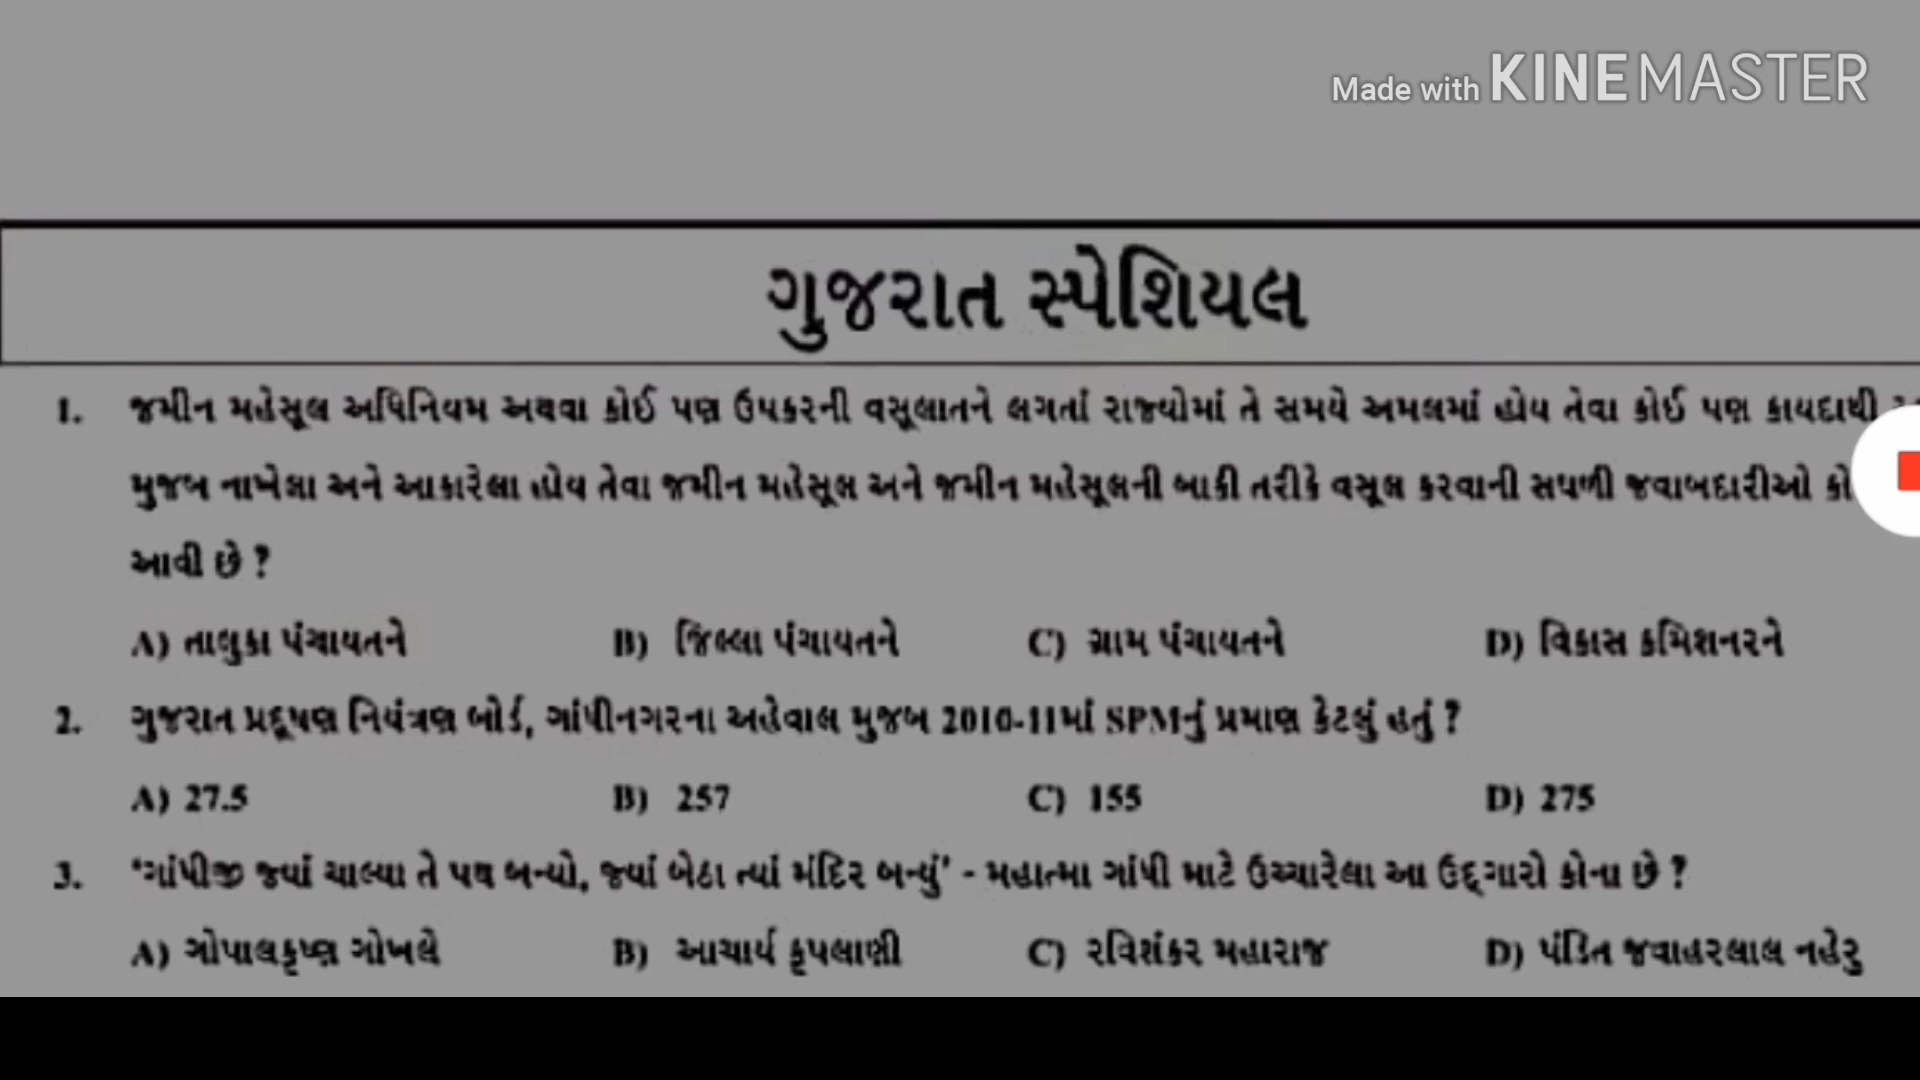 Made with KINEMASTER
ગુજરાત સ્પેશિયલ
1. જમીન મહેસૂલ અધિનિયમ અથવા કોઈ પણ ઉપકરની વસૂલાતને લગતાં રાજ્યોમાં તે સમયે અમલમાં હોય તેવા કોઈ પણ કાયદાથી
મુજબ નાખેલા અને આકારેલા હોય તેવા જમીન મહેસૂલ અને જમીન મહેસૂલની બાકી તરીકે વસૂલ કરવાની સઘળી જવાબદારીઓ
આવી છે ?
A) તાલુકા પંચાયતને B) જિલ્લા પંચાયતને C) ગ્રામ પંચાયતને D) વિકાસ કમિશનરને
2. ગુજરાત પ્રદૂષણ નિયંત્રણ બોર્ડ, ગાંધીનગરના અહેવાલ મુજબ 2010-11માં SPMનું પ્રમાણ કેટલું હતું ?
A) 27.5 B) 257 C) 155 D) 275
3. ‘ગાંધીજી જ્યાં ચાલ્યા તે પથ બન્યો, જ્યાં બેઠા ત્યાં મંદિર બન્યું’ - મહાત્મા ગાંધી માટે ઉચ્ચારેલા આ ઉદ્ગારો કોના છે ?
A) ગોપાલકૃષ્ણ ગોખલે B) આચાર્ય કૃપલાણી C) રવિશંકર મહારાજ D) પંડિત જવાહરલાલ નહેરુ